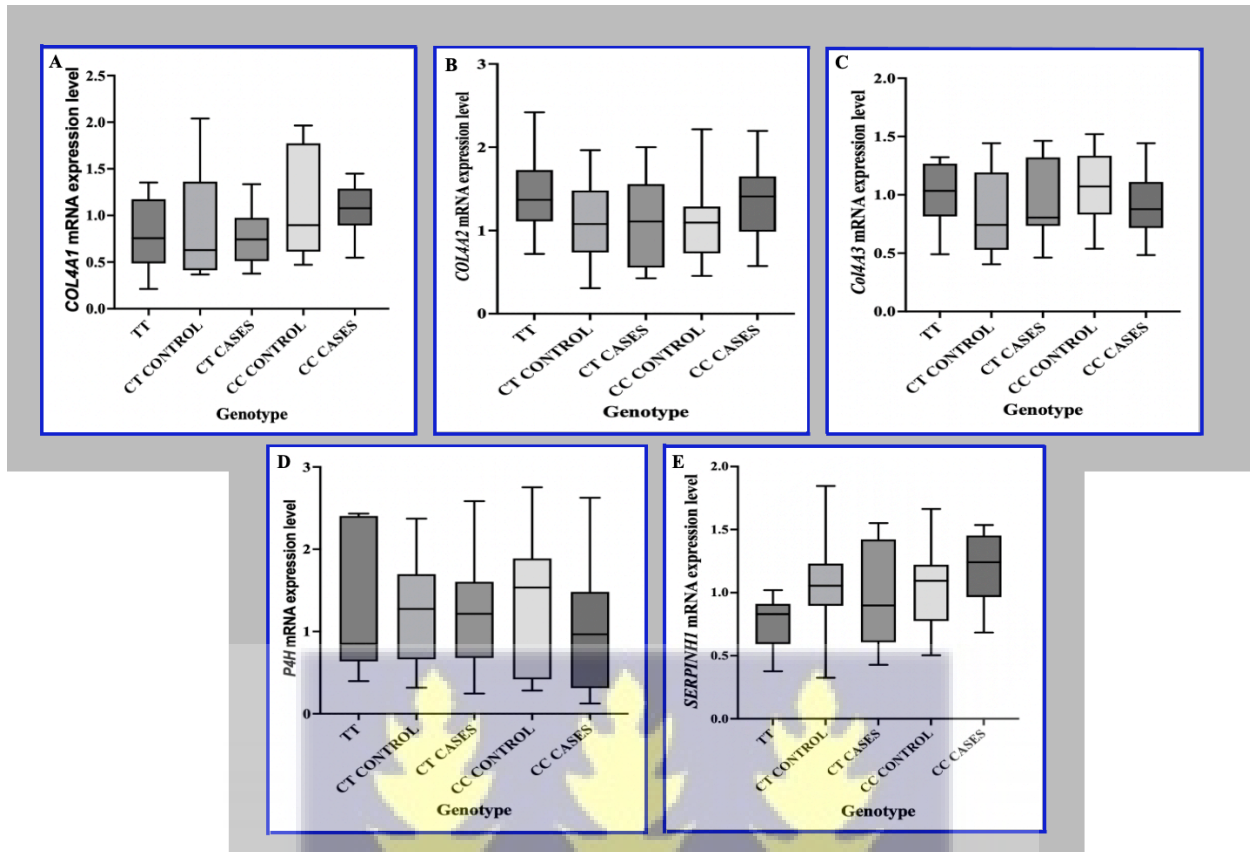 A
COL4A1 mRNA expression level
2.5
2.0
1.5
1.0
0.5
0.0
TT
CT CONTROL
CT CASES
CC CONTROL
CC CASES
Genotype
B
COL4A2 mRNA expression level
3
2
1
0
TT
CT CONTROL
CT CASES
CC CONTROL
CC CASES
Genotype
C
Col4A3 mRNA expression level
2.0
1.5
1.0
0.5
0.0
TT
CT CONTROL
CT CASES
CC CONTROL
CC CASES
Genotype
D
P4H mRNA expression level
3
2
1
0
TT
CT CONTROL
CT CASES
CC CONTROL
CC CASES
Genotype
E
SERPINH1 mRNA expression level
2.0
1.5
1.0
0.5
0.0
TT
CT CONTROL
CT CASES
CC CONTROL
CC CASES
Genotype